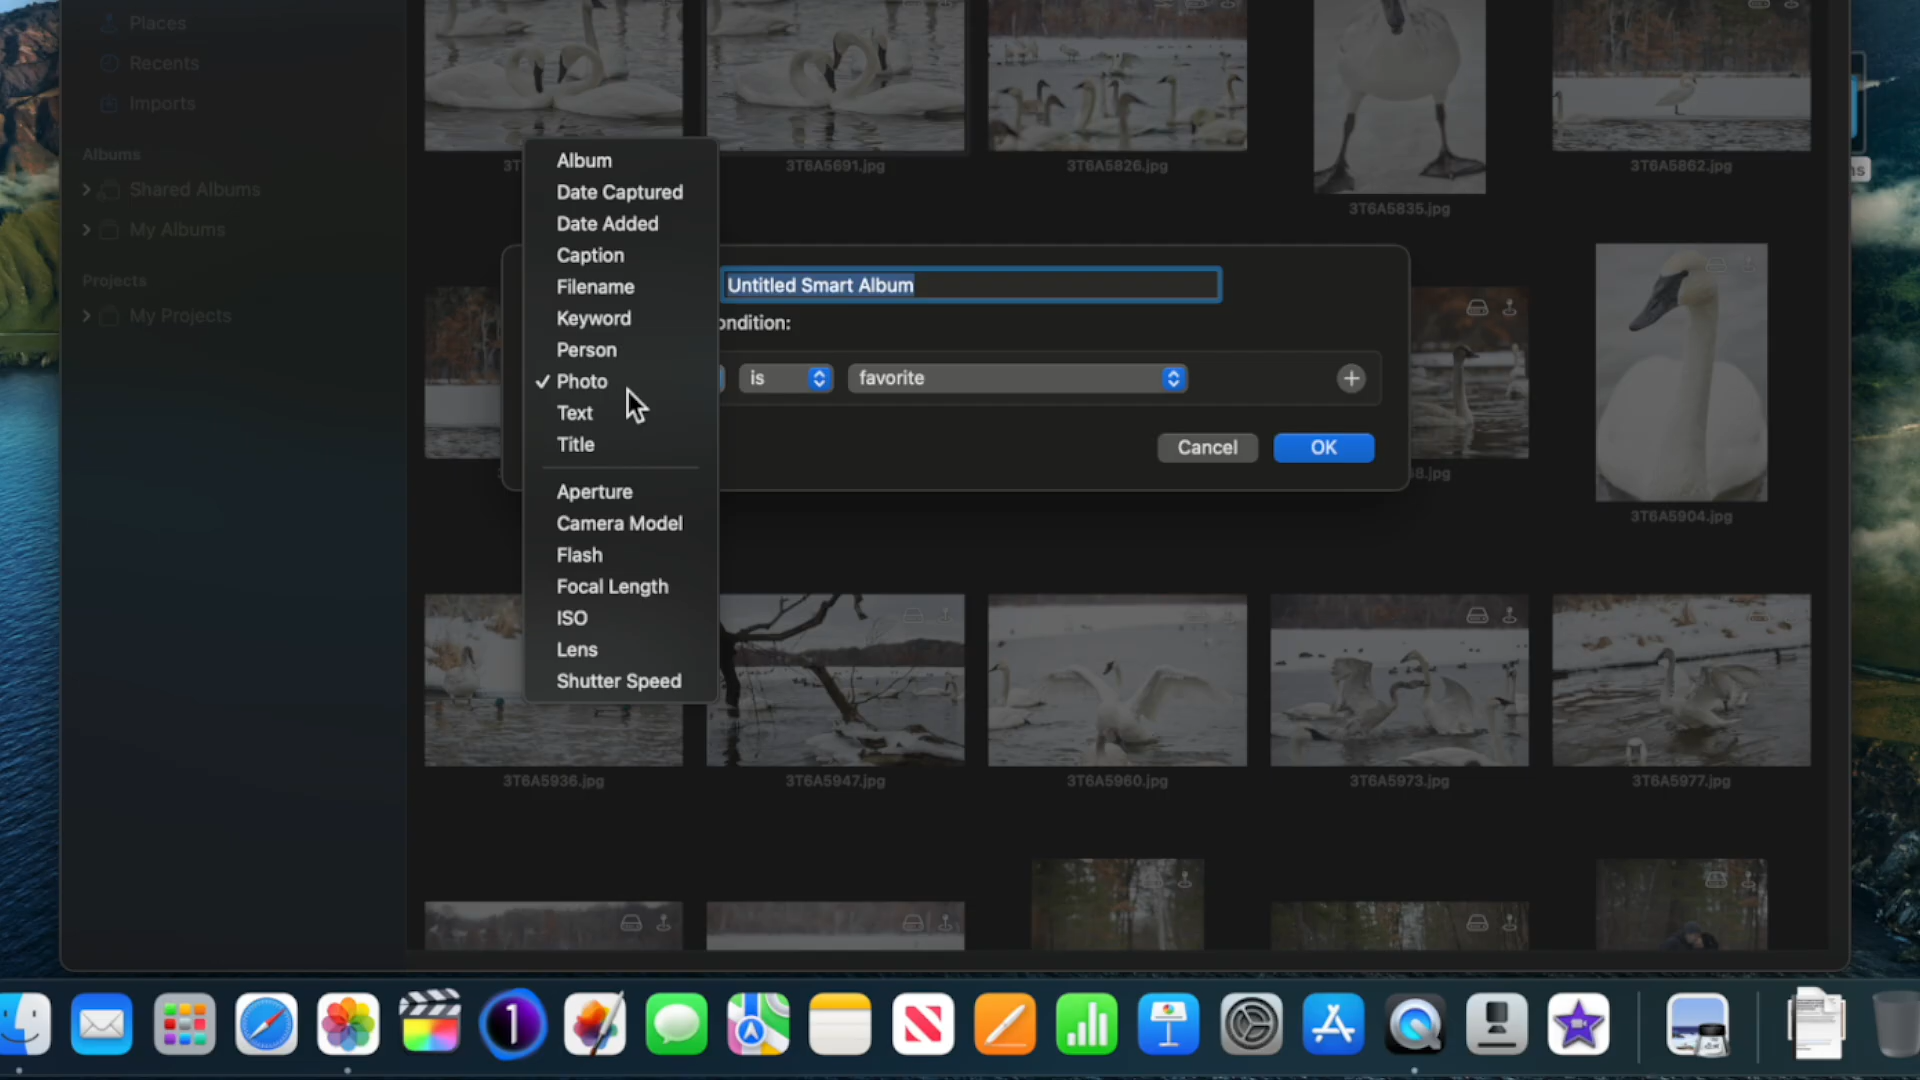 Places
Recents
Imports
Albums
Shared Albums
My Albums
Projects
My Projects
3T6A5691.jpg
3T6A5826.jpg
3T6A5835.jpg
3T6A5862.jpg
Album
Date Captured
Date Added
Caption
Filename
Keyword
Person
✓ Photo
Text
Title
Aperture
Camera Model
Flash
Focal Length
ISO
Lens
Shutter Speed
Untitled Smart Album
ondition:
is
favorite
Cancel
OK
8.jpg
3T6A5904.jpg
3T6A5936.jpg
3T6A5947.jpg
3T6A5960.jpg
3T6A5973.jpg
3T6A5977.jpg